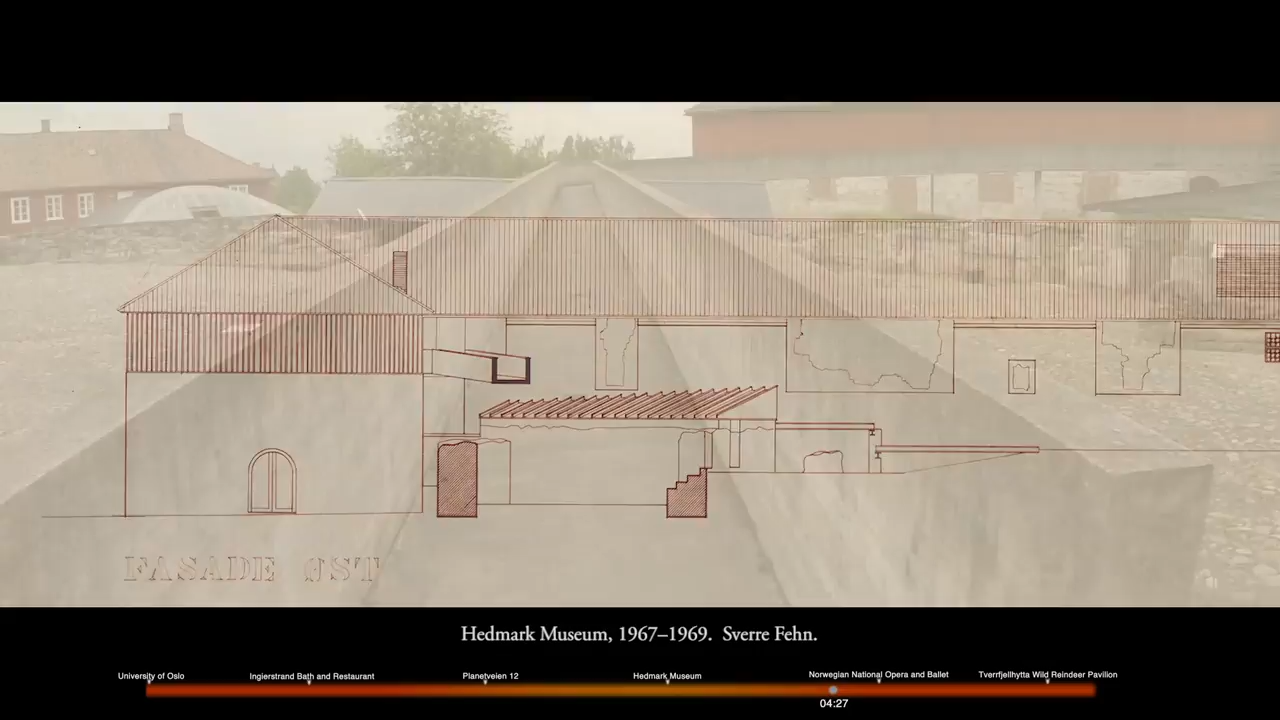 FASADE ØST
Hedmark Museum, 1967–1969. Sverre Fehn.
University of Oslo
Ingierstrand Bath and Restaurant
Planetveien 12
Hedmark Museum
Norwegian National Opera and Ballet
Tverrfjellhytta Wild Reindeer Pavilion
04:27